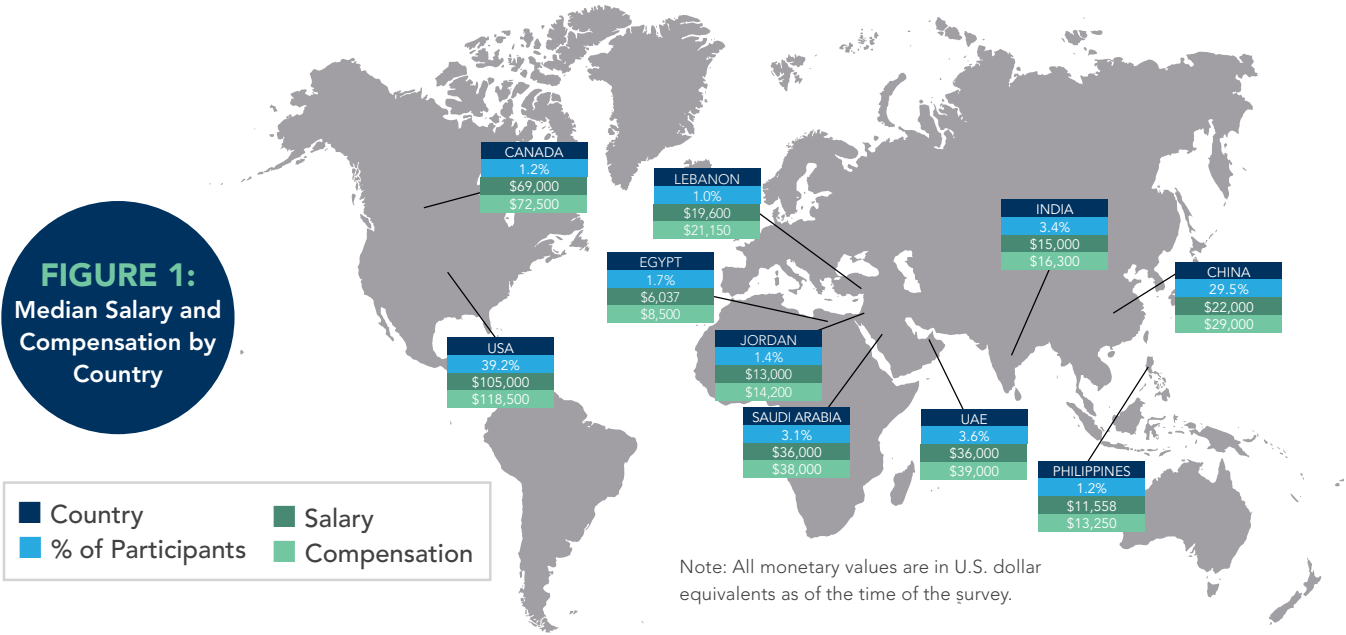 FIGURE 1:
Median Salary and
Compensation by
Country
CANADA
1.2%
$69,000
$72,500
LEBANON
1.0%
$19,600
$21,150
INDIA
3.4%
$15,000
$16,300
EGYPT
1.7%
$6,037
$8,500
CHINA
29.5%
$22,000
$29,000
USA
39.2%
$105,000
$118,500
JORDAN
1.4%
$13,000
$14,200
SAUDI ARABIA
3.1%
$36,000
$38,000
UAE
3.6%
$36,000
$39,000
PHILIPPINES
1.2%
$11,558
$13,250
Country
% of Participants
Salary
Compensation
Note: All monetary values are in U.S. dollar
equivalents as of the time of the survey.